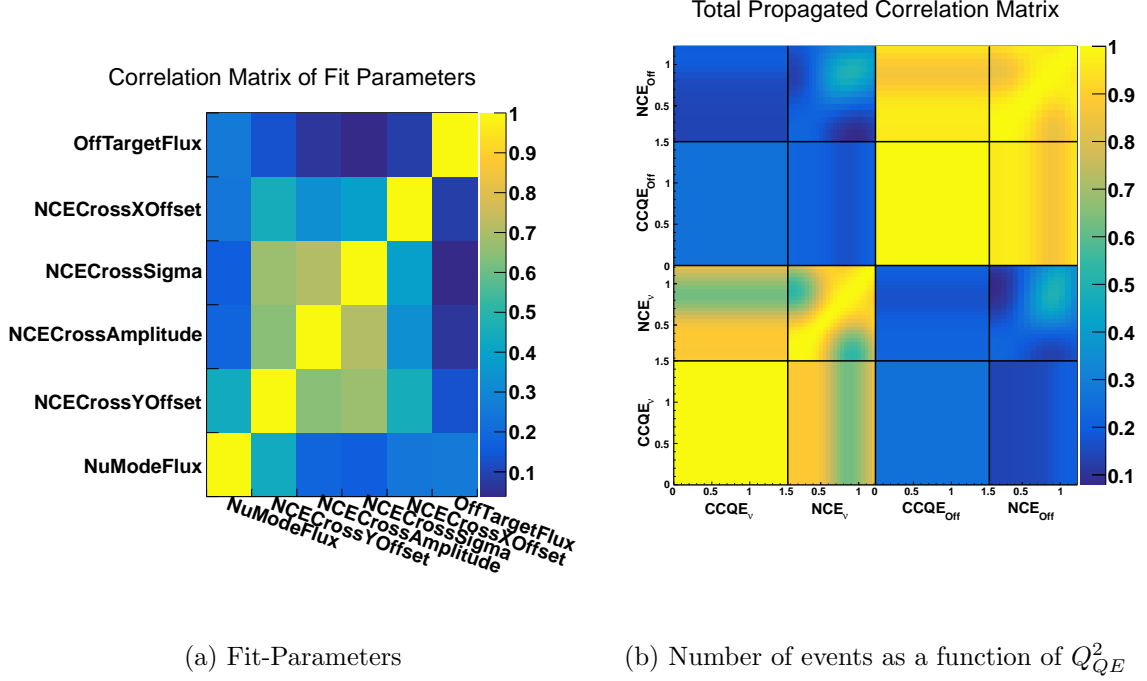 Total Propagated Correlation Matrix
Correlation Matrix of Fit Parameters
OffTargetFlux
NCECrossXOffset
NCECrossSigma
NCECrossAmplitude
NCECrossYOffset
NuModeFlux
NuModeFlux
NCECrossYOffset
NCECrossAmplitude
NCECrossSigma
NCECrossXOffset
OffTargetFlux
1
0.9
0.8
0.7
0.6
0.5
0.4
0.3
0.2
0.1
NCE_Off
CCQE_Off
NCE_ν
CCQE_ν
1
0.5
1.5
1
0.5
0
1
0.5
1.5
1
0.5
0
0 0.5 1 1.5 0.5 1 0 0.5 1 1.5 0.5 1
CCQE_ν NCE_ν CCQE_Off NCE_Off
1
0.9
0.8
0.7
0.6
0.5
0.4
0.3
0.2
0.1
(a) Fit-Parameters
(b) Number of events as a function of Q²_QE